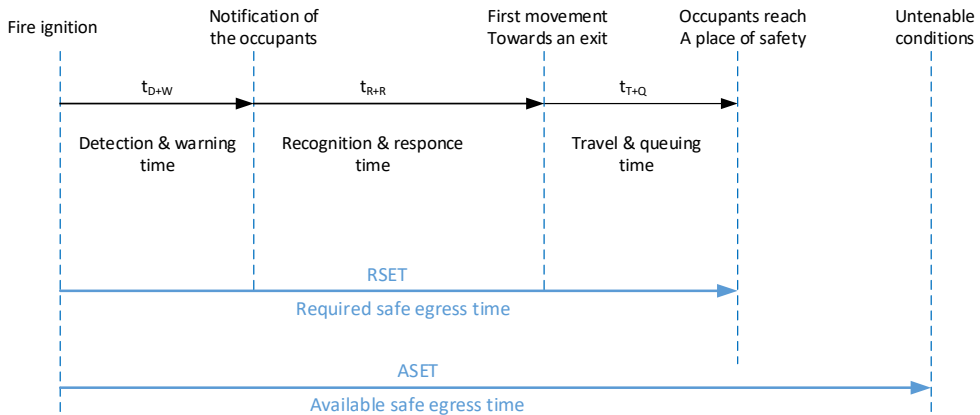 Fire ignition
Notification of
the occupants
First movement
Towards an exit
Occupants reach
A place of safety
Untenable
conditions
tD+W
tR+R
tT+Q
Detection & warning
time
Recognition & responce
time
Travel & queuing
time
RSET
Required safe egress time
ASET
Available safe egress time